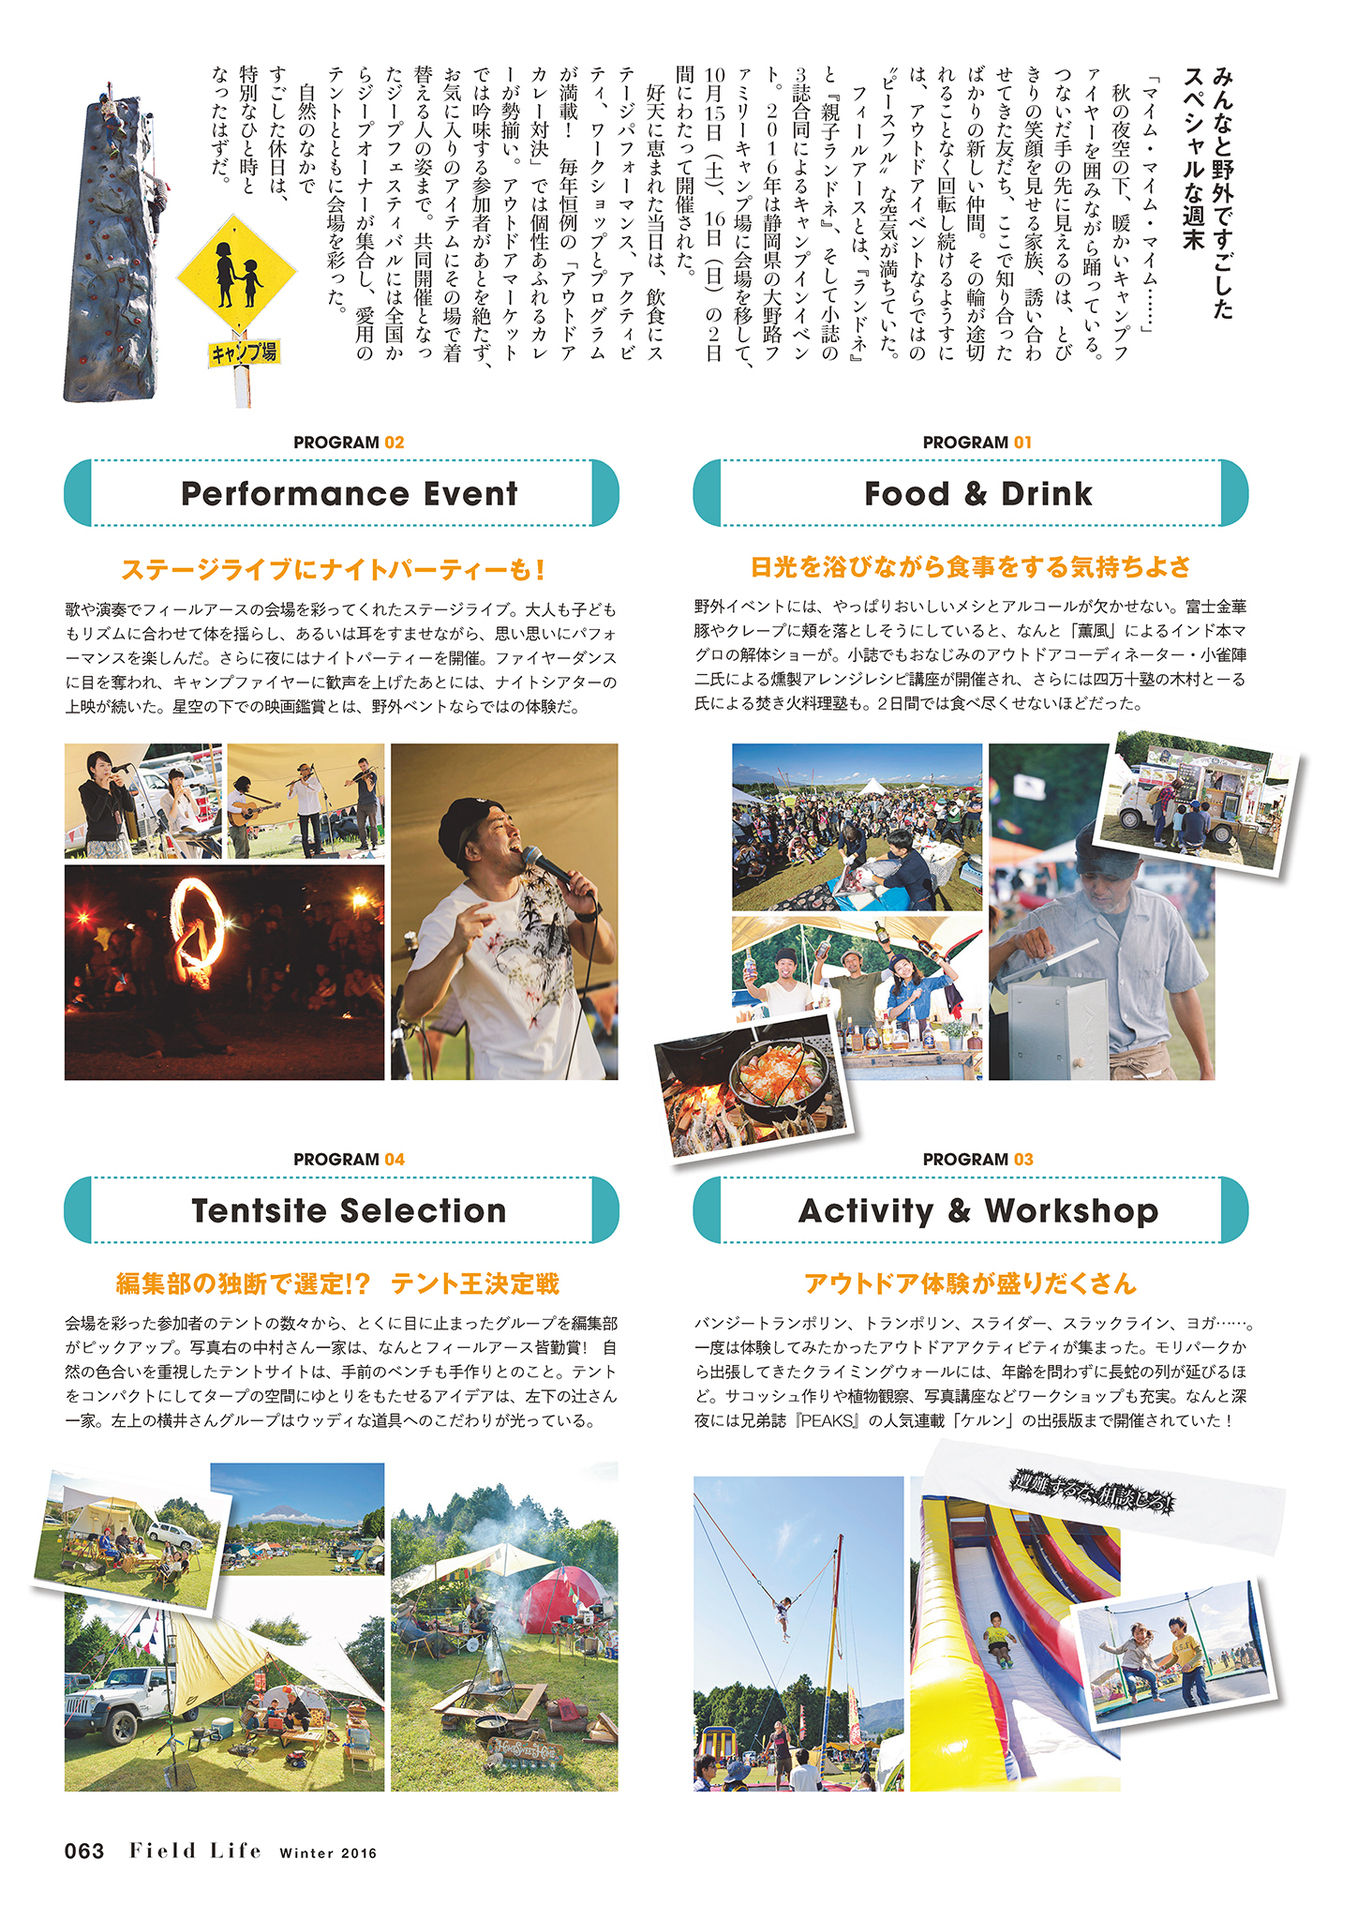 みんなと野外ですごした
スペシャルな週末
「マイム・マイム・マイム……」
秋の夜空の下、暖かいキャンプフ
ァイヤーを囲みながら踊っている。
つないだ手の先に見えるのは、とび
きりの笑顔を見せる家族、誘い合わ
せてきた友だち、ここで知り合った
ばかりの新しい仲間。その輪が途切
れることなく回転し続けるようすに
は、アウトドアイベントならではの
〝ピースフル〟な空気が満ちていた。
フィールアースとは、『ランドネ』
と『親子ランドネ』、そして小誌の
3誌合同によるキャンプインイベン
ト。2016年は静岡県の大野路フ
ァミリーキャンプ場に会場を移して、
10月15日（土）、16日（日）の2日
間にわたって開催された。
好天に恵まれた当日は、飲食にス
テージパフォーマンス、アクティビ
ティ、ワークショップとプログラム
が満載！　毎年恒例の「アウトドア
カレー対決」では個性あふれるカレ
ーが勢揃い。アウトドアマーケット
では吟味する参加者があとを絶たず、
お気に入りのアイテムにその場で着
替える人の姿まで。共同開催となっ
たジープフェスティバルには全国か
らジープオーナーが集合し、愛用の
テントとともに会場を彩った。
自然のなかで
すごした休日は、
特別なひと時と
なったはずだ。
キャンプ場
PROGRAM 01
Food & Drink
日光を浴びながら食事をする気持ちよさ
野外イベントには、やっぱりおいしいメシとアルコールが欠かせない。富士金華
豚やクレープに頬を落としそうにしていると、なんと「薫風」によるインド本マ
グロの解体ショーが。小誌でもおなじみのアウトドアコーディネーター・小雀陣
二氏による燻製アレンジレシピ講座が開催され、さらには四万十塾の木村とーる
氏による焚き火料理塾も。2日間では食べ尽くせないほどだった。
PROGRAM 02
Performance Event
ステージライブにナイトパーティーも！
歌や演奏でフィールアースの会場を彩ってくれたステージライブ。大人も子ども
もリズムに合わせて体を揺らし、あるいは耳をすませながら、思い思いにパフォ
ーマンスを楽しんだ。さらに夜にはナイトパーティーを開催。ファイヤーダンス
に目を奪われ、キャンプファイヤーに歓声を上げたあとには、ナイトシアターの
上映が続いた。星空の下での映画鑑賞とは、野外ベントならではの体験だ。
PROGRAM 03
Activity & Workshop
アウトドア体験が盛りだくさん
バンジートランポリン、トランポリン、スライダー、スラックライン、ヨガ……。
一度は体験してみたかったアウトドアアクティビティが集まった。モリパークか
ら出張してきたクライミングウォールには、年齢を問わずに長蛇の列が延びるほ
ど。サコッシュ作りや植物観察、写真講座などワークショップも充実。なんと深
夜には兄弟誌『PEAKS』の人気連載「ケルン」の出張版まで開催されていた！
遭難するな、相談しろ！
PROGRAM 04
Tentsite Selection
編集部の独断で選定!?　テント王決定戦
会場を彩った参加者のテントの数々から、とくに目に止まったグループを編集部
がピックアップ。写真右の中村さん一家は、なんとフィールアース皆勤賞！　自
然の色合いを重視したテントサイトは、手前のベンチも手作りとのこと。テント
をコンパクトにしてタープの空間にゆとりをもたせるアイデアは、左下の辻さん
一家。左上の横井さんグループはウッディな道具へのこだわりが光っている。
063 Field Life Winter 2016